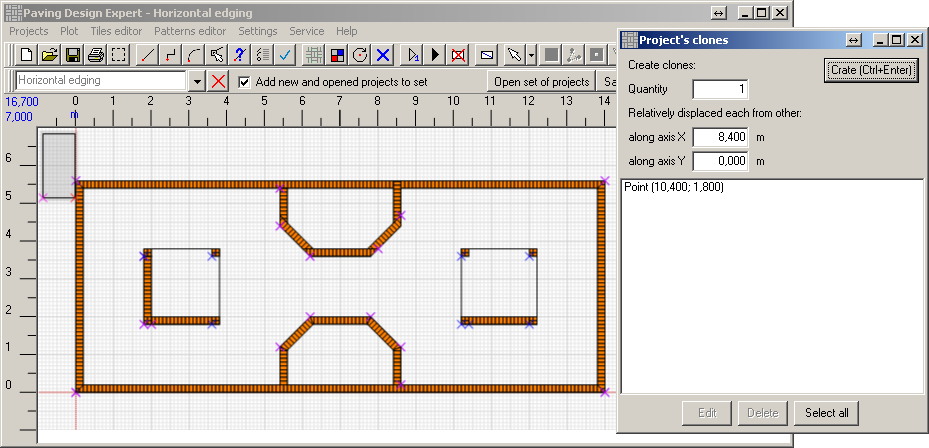 Paving Design Expert - Horizontal edging
Projects Plot Tiles editor Patterns editor Settings Service Help
Horizontal edging Add new and opened projects to set Open set of projects Sa
16,700 0 1 2 3 4 5 6 7 8 9 10 11 12 13 14
7,000 m
6
5
4
3
2
1
0
Project's clones
Create clones:
Crate (Ctrl+Enter)
Quantity 1
Relatively displaced each from other:
along axis X 8,400 m
along axis Y 0,000 m
Point (10,400; 1,800)
Edit Delete Select all